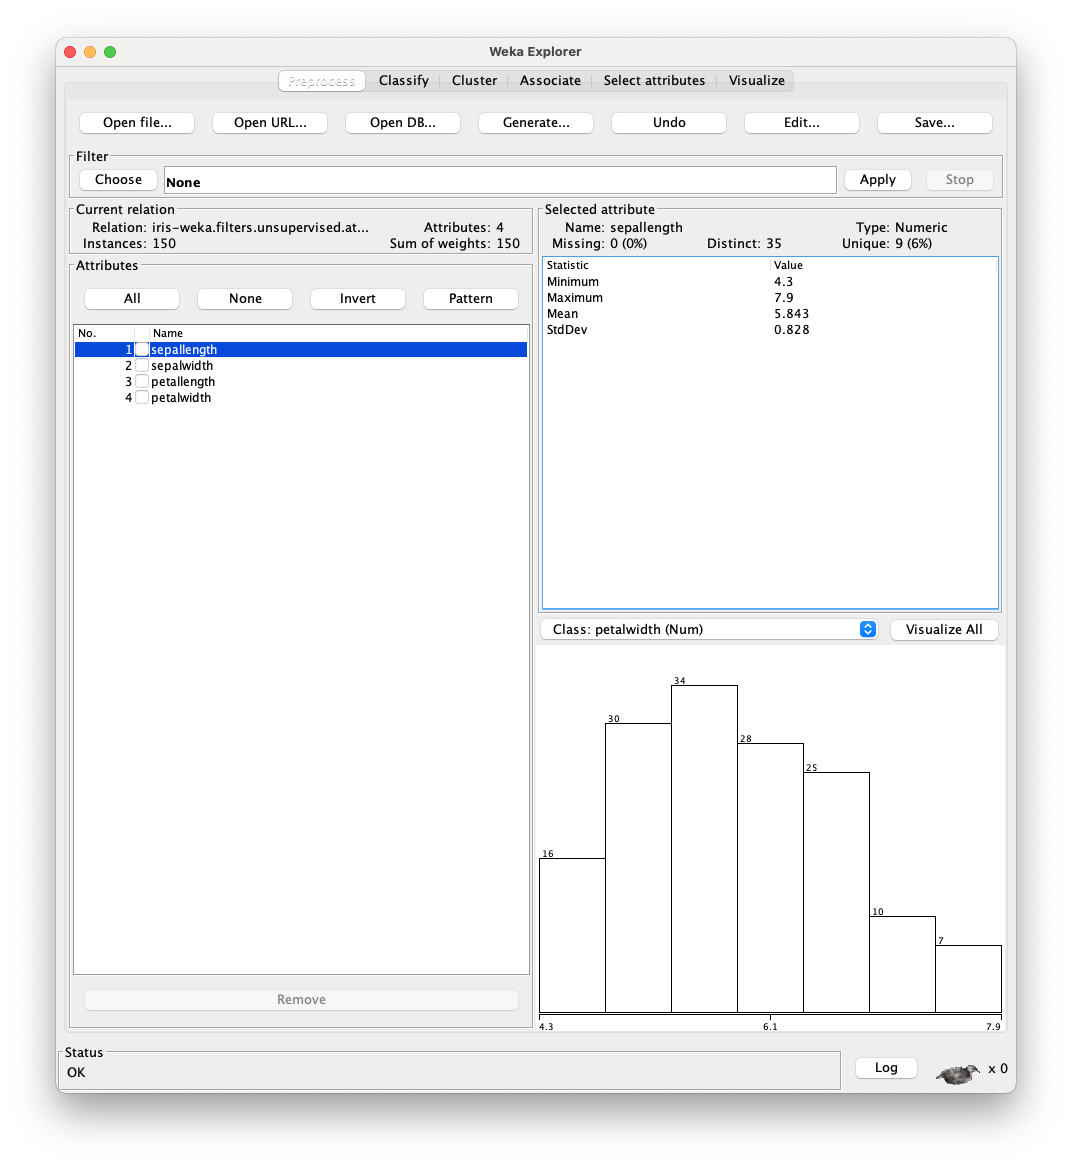 Weka Explorer
Preprocess Classify Cluster Associate Select attributes Visualize
Open file... Open URL... Open DB... Generate... Undo Edit... Save...
Filter
Choose None Apply Stop
Current relation
Relation: iris-weka.filters.unsupervised.at... Attributes: 4
Instances: 150 Sum of weights: 150
Attributes
All None Invert Pattern
No. Name
1 sepallength
2 sepalwidth
3 petallength
4 petalwidth
Remove
Selected attribute
Name: sepallength Type: Numeric
Missing: 0 (0%) Distinct: 35 Unique: 9 (6%)
Statistic Value
Minimum 4.3
Maximum 7.9
Mean 5.843
StdDev 0.828
Class: petalwidth (Num) Visualize All
34
30
28
25
16
10
7
4.3 6.1 7.9
Status
OK
Log x 0